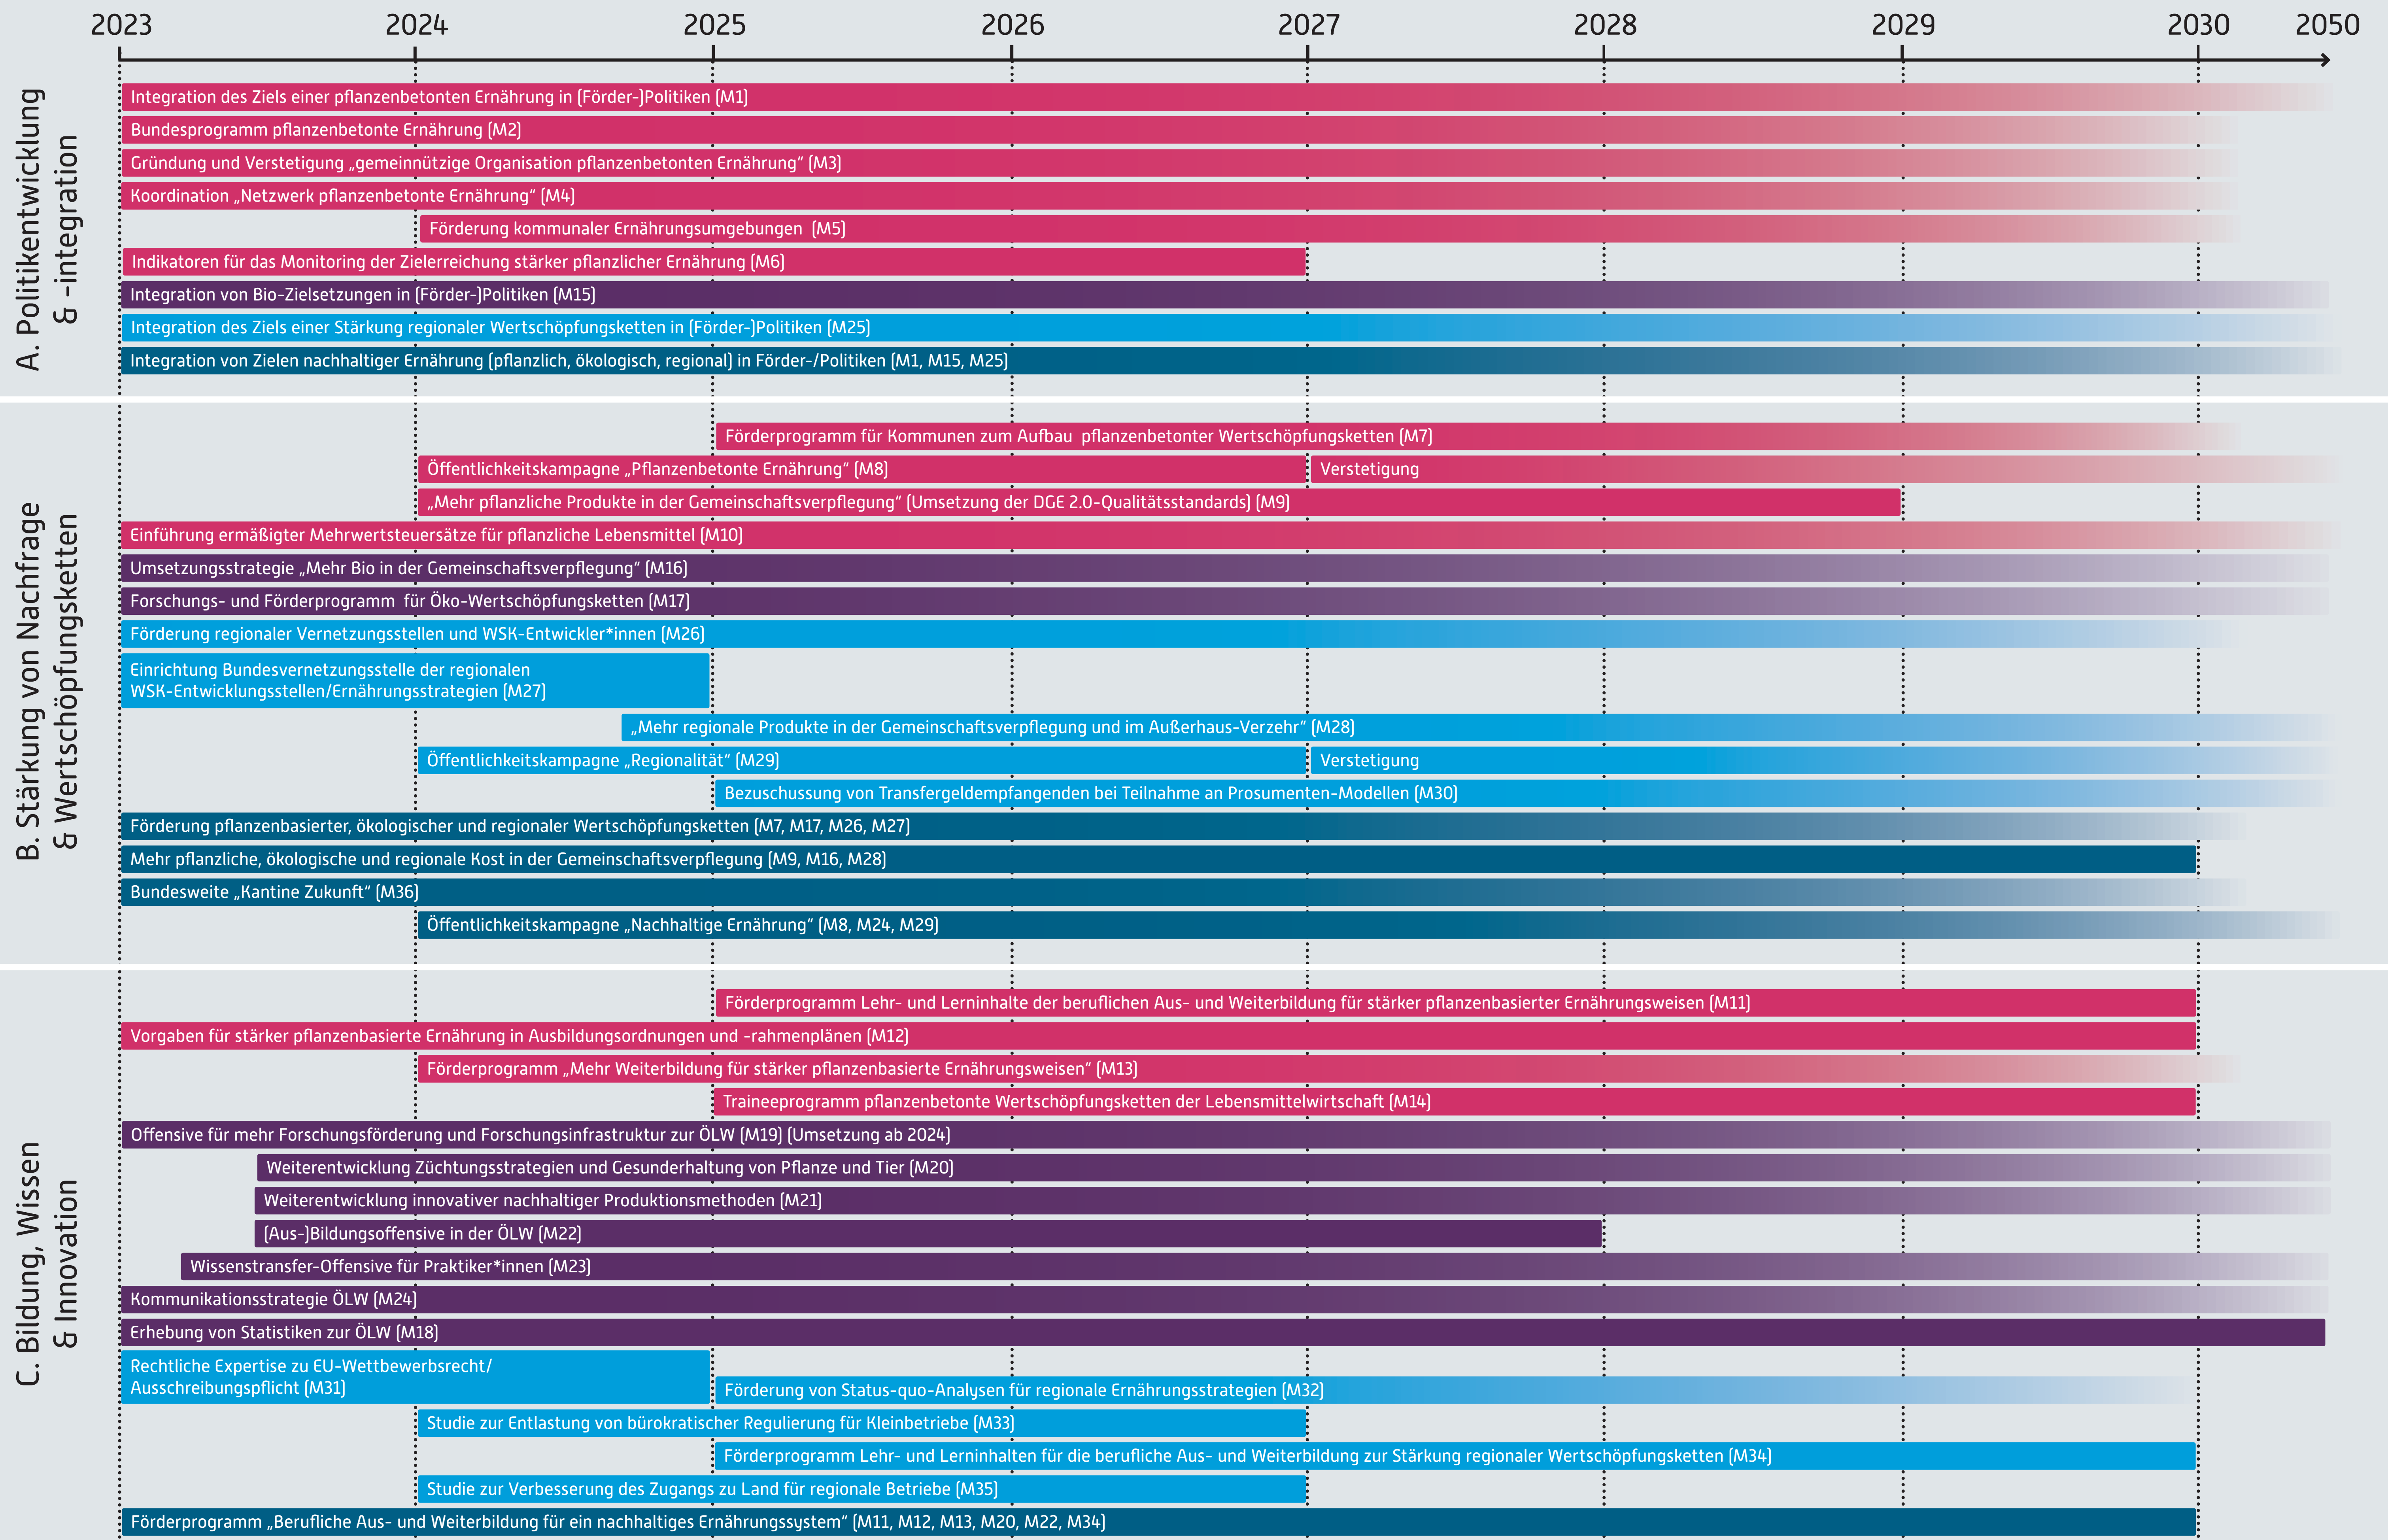 2023 2024 2025 2026 2027 2028 2029 2030 2050
A. Politikentwicklung
& -integration
Integration des Ziels einer pflanzenbetonten Ernährung in (Förder-)Politiken (M1)
Bundesprogramm pflanzenbetonte Ernährung (M2)
Gründung und Verstetigung „gemeinnützige Organisation pflanzenbetonten Ernährung“ (M3)
Koordination „Netzwerk pflanzenbetonte Ernährung“ (M4)
Förderung kommunaler Ernährungsumgebungen (M5)
Indikatoren für das Monitoring der Zielerreichung stärker pflanzlicher Ernährung (M6)
Integration von Bio-Zielsetzungen in (Förder-)Politiken (M15)
Integration des Ziels einer Stärkung regionaler Wertschöpfungsketten in (Förder-)Politiken (M25)
Integration von Zielen nachhaltiger Ernährung (pflanzlich, ökologisch, regional) in Förder-/Politiken (M1, M15, M25)
B. Stärkung von Nachfrage
& Wertschöpfungsketten
Förderprogramm für Kommunen zum Aufbau pflanzenbetonter Wertschöpfungsketten (M7)
Öffentlichkeitskampagne „Pflanzenbetonte Ernährung“ (M8) Verstetigung
„Mehr pflanzliche Produkte in der Gemeinschaftsverpflegung“ (Umsetzung der DGE 2.0-Qualitätsstandards) (M9)
Einführung ermäßigter Mehrwertsteuersätze für pflanzliche Lebensmittel (M10)
Umsetzungsstrategie „Mehr Bio in der Gemeinschaftsverpflegung“ (M16)
Forschungs- und Förderprogramm für Öko-Wertschöpfungsketten (M17)
Förderung regionaler Vernetzungsstellen und WSK-Entwickler*innen (M26)
Einrichtung Bundesvernetzungsstelle der regionalen
WSK-Entwicklungsstellen/Ernährungsstrategien (M27)
„Mehr regionale Produkte in der Gemeinschaftsverpflegung und im Außerhaus-Verzehr“ (M28)
Öffentlichkeitskampagne „Regionalität“ (M29) Verstetigung
Bezuschussung von Transfergeldempfangenden bei Teilnahme an Prosumenten-Modellen (M30)
Förderung pflanzenbasierter, ökologischer und regionaler Wertschöpfungsketten (M7, M17, M26, M27)
Mehr pflanzliche, ökologische und regionale Kost in der Gemeinschaftsverpflegung (M9, M16, M28)
Bundesweite „Kantine Zukunft“ (M36)
Öffentlichkeitskampagne „Nachhaltige Ernährung“ (M8, M24, M29)
C. Bildung, Wissen
& Innovation
Förderprogramm Lehr- und Lerninhalte der beruflichen Aus- und Weiterbildung für stärker pflanzenbasierter Ernährungsweisen (M11)
Vorgaben für stärker pflanzenbasierte Ernährung in Ausbildungsordnungen und -rahmenplänen (M12)
Förderprogramm „Mehr Weiterbildung für stärker pflanzenbasierte Ernährungsweisen“ (M13)
Traineeprogramm pflanzenbetonte Wertschöpfungsketten der Lebensmittelwirtschaft (M14)
Offensive für mehr Forschungsförderung und Forschungsinfrastruktur zur ÖLW (M19) (Umsetzung ab 2024)
Weiterentwicklung Züchtungsstrategien und Gesunderhaltung von Pflanze und Tier (M20)
Weiterentwicklung innovativer nachhaltiger Produktionsmethoden (M21)
(Aus-)Bildungsoffensive in der ÖLW (M22)
Wissenstransfer-Offensive für Praktiker*innen (M23)
Kommunikationsstrategie ÖLW (M24)
Erhebung von Statistiken zur ÖLW (M18)
Rechtliche Expertise zu EU-Wettbewerbsrecht/
Ausschreibungspflicht (M31)
Förderung von Status-quo-Analysen für regionale Ernährungsstrategien (M32)
Studie zur Entlastung von bürokratischer Regulierung für Kleinbetriebe (M33)
Förderprogramm Lehr- und Lerninhalten für die berufliche Aus- und Weiterbildung zur Stärkung regionaler Wertschöpfungsketten (M34)
Studie zur Verbesserung des Zugangs zu Land für regionale Betriebe (M35)
Förderprogramm „Berufliche Aus- und Weiterbildung für ein nachhaltiges Ernährungssystem“ (M11, M12, M13, M20, M22, M34)